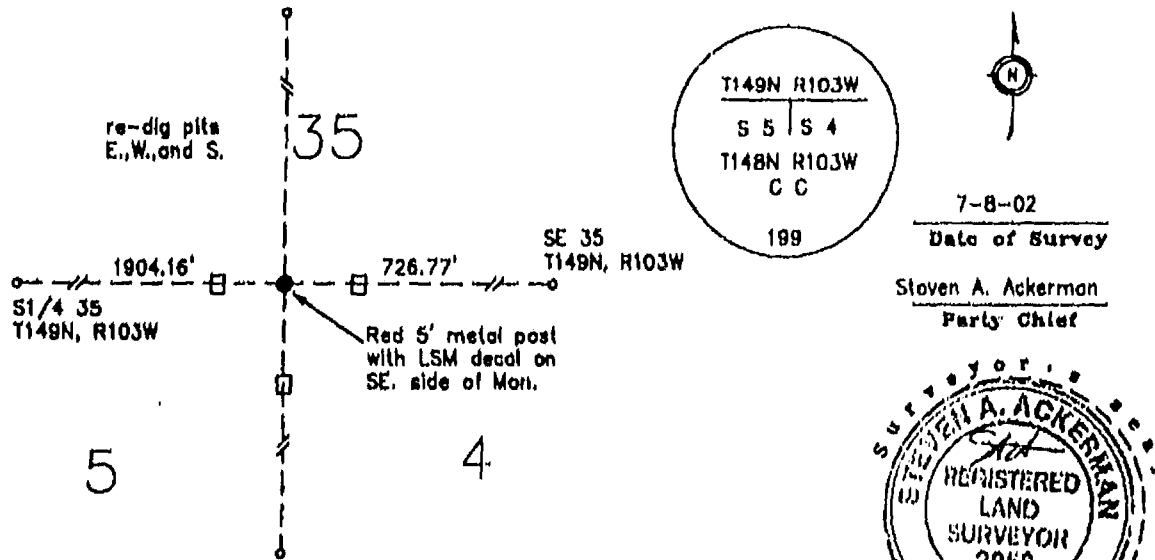 re-dig pits
E.,W.,and S.
35
T149N R103W
S 5 | S 4
T148N R103W
C C
199
N
7-8-02
Date of Survey
Steven A. Ackerman
Party Chief
1904.16'
726.77'
SE 35
T149N, R103W
S1/4 35
T149N, R103W
Red 5' metal post
with LSM decal on
SE. side of Mon.
5
4
Surveyor's seal
STEVEN A. ACKERMAN
REGISTERED
LAND
SURVEYOR